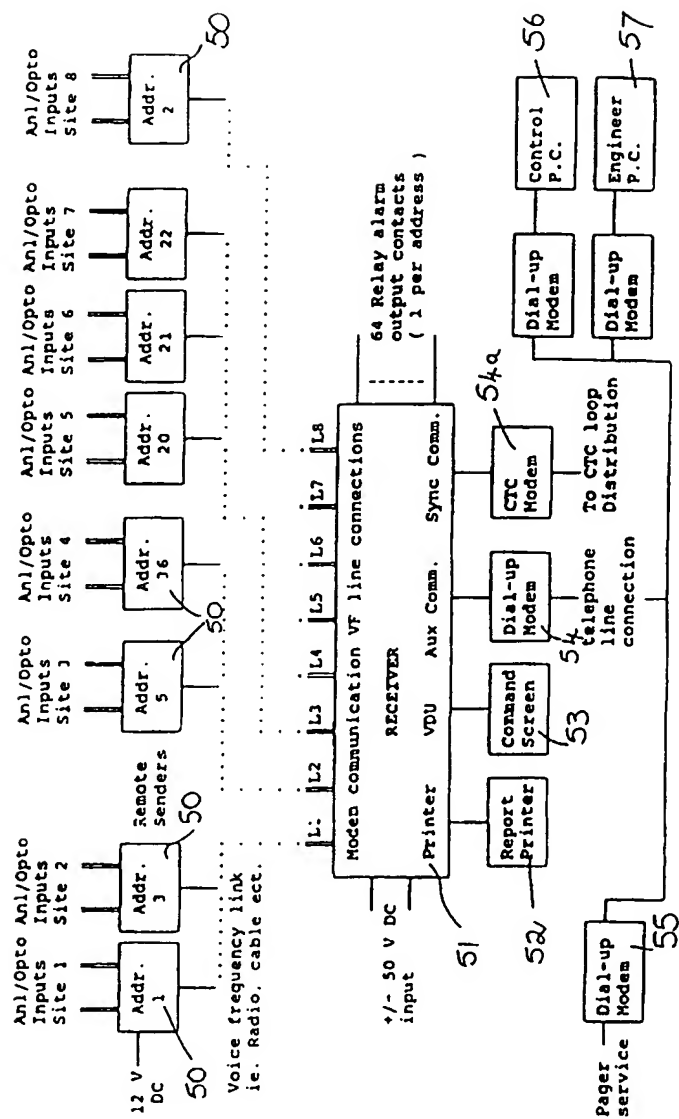 Anl/Opto
Inputs
Site 1
Anl/Opto
Inputs
Site 2
Anl/Opto
Inputs
Site 3
Anl/Opto
Inputs
Site 4
Anl/Opto
Inputs
Site 5
Anl/Opto
Inputs
Site 6
Anl/Opto
Inputs
Site 7
Anl/Opto
Inputs
Site 8
12 V
DC
Addr.
1
50
Addr.
3
50
Remote
Senders
Addr.
5
50
Addr.
36
50
Addr.
20
Addr.
21
Addr.
22
Addr.
2
50
Voice frequency link
ie. Radio, cable ect.
L1
L2
L3
L4
L5
L6
L7
L8
Modem communication VF line connections
RECEIVER
Printer
VDU
Aux Comm.
Sync Comm.
+/- 50 V DC
input
64 Relay alarm
output contacts
( 1 per address )
51
Report
Printer
52
Command
Screen
53
Dial-up
Modem
54
telephone
line
connection
CTC
Modem
54a
To CTC loop
Distribution
Dial-up
Modem
Control
P.C.
56
Dial-up
Modem
Engineer
P.C.
57
Pager
service
Dial-up
Modem
55